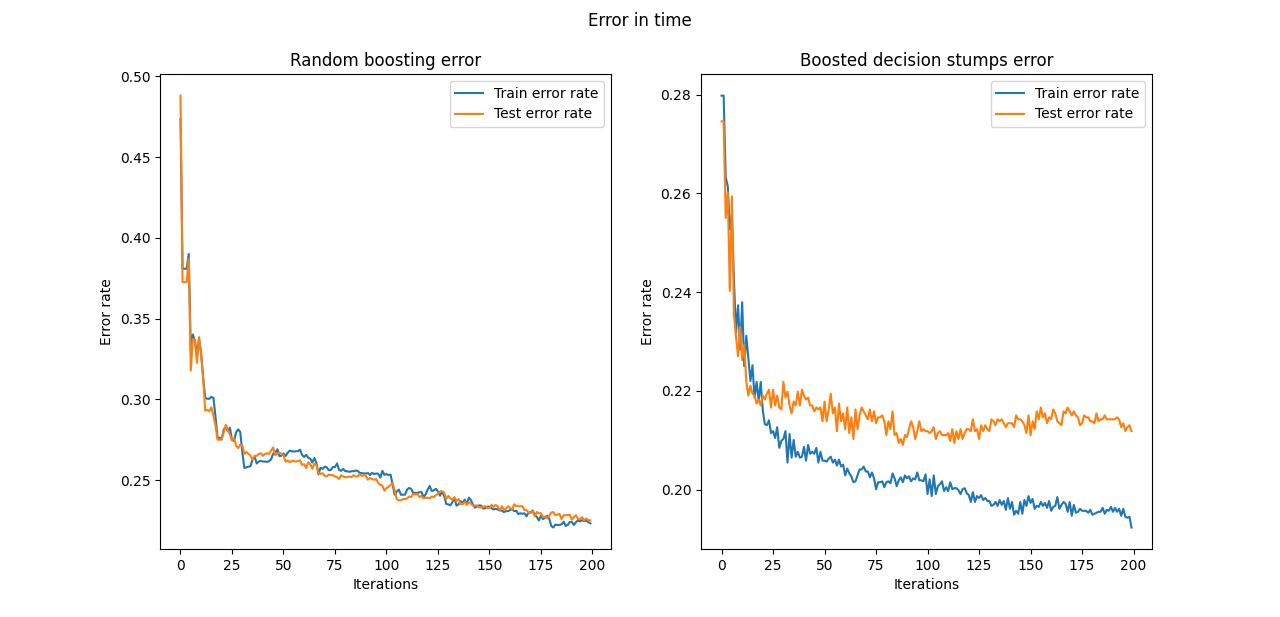 Error in time
Random boosting error
Train error rate
Test error rate
Error rate
0.50
0.45
0.40
0.35
0.30
0.25
0 25 50 75 100 125 150 175 200
Iterations
Boosted decision stumps error
Train error rate
Test error rate
Error rate
0.28
0.26
0.24
0.22
0.20
0 25 50 75 100 125 150 175 200
Iterations